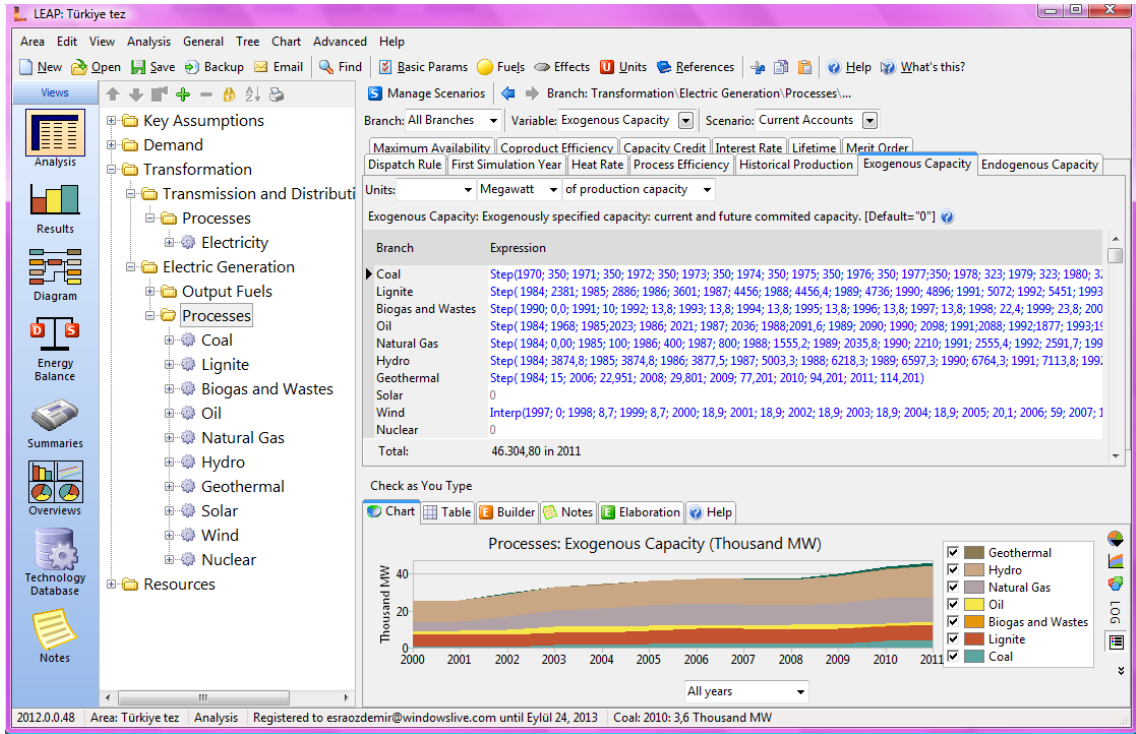 LEAP: Türkiye tez
Area Edit View Analysis General Tree Chart Advanced Help
New Open Save Backup Email Find Basic Params Fuels Effects Units References Help What's this?
Views
Analysis
Results
Diagram
Energy Balance
Summaries
Overviews
Technology Database
Notes
Key Assumptions
Demand
Transformation
Transmission and Distributi
Processes
Electricity
Electric Generation
Output Fuels
Processes
Coal
Lignite
Biogas and Wastes
Oil
Natural Gas
Hydro
Geothermal
Solar
Wind
Nuclear
Resources
Manage Scenarios Branch: Transformation\Electric Generation\Processes\...
Branch: All Branches Variable: Exogenous Capacity Scenario: Current Accounts
Maximum Availability Coproduct Efficiency Capacity Credit Interest Rate Lifetime Merit Order
Dispatch Rule First Simulation Year Heat Rate Process Efficiency Historical Production Exogenous Capacity Endogenous Capacity
Units: Megawatt of production capacity
Exogenous Capacity: Exogenously specified capacity: current and future commited capacity. [Default="0"]
Branch Expression
Coal Step(1970; 350; 1971; 350; 1972; 350; 1973; 350; 1974; 350; 1975; 350; 1976; 350; 1977;350; 1978; 323; 1979; 323; 1980; 32
Lignite Step( 1984; 2381; 1985; 2886; 1986; 3601; 1987; 4456; 1988; 4456,4; 1989; 4736; 1990; 4896; 1991; 5072; 1992; 5451; 1993
Biogas and Wastes Step( 1990; 0,0; 1991; 10; 1992; 13,8; 1993; 13,8; 1994; 13,8; 1995; 13,8; 1996; 13,8; 1997; 13,8; 1998; 22,4; 1999; 23,8; 200
Oil Step( 1984; 1968; 1985;2023; 1986; 2021; 1987; 2036; 1988;2091,6; 1989; 2090; 1990; 2098; 1991;2088; 1992;1877; 1993;19
Natural Gas Step( 1984; 0,00; 1985; 100; 1986; 400; 1987; 800; 1988; 1555,2; 1989; 2035,8; 1990; 2210; 1991; 2555,4; 1992; 2591,7; 199
Hydro Step( 1984; 3874,8; 1985; 3874,8; 1986; 3877,5; 1987; 5003,3; 1988; 6218,3; 1989; 6597,3; 1990; 6764,3; 1991; 7113,8; 1992
Geothermal Step( 1984; 15; 2006; 22,951; 2008; 29,801; 2009; 77,201; 2010; 94,201; 2011; 114,201)
Solar 0
Wind Interp(1997; 0; 1998; 8,7; 1999; 8,7; 2000; 18,9; 2001; 18,9; 2002; 18,9; 2003; 18,9; 2004; 18,9; 2005; 20,1; 2006; 59; 2007; 1
Nuclear 0
Total: 46.304,80 in 2011
Check as You Type
Chart Table Builder Notes Elaboration Help
Processes: Exogenous Capacity (Thousand MW)
Thousand MW
40
20
0
2000 2001 2002 2003 2004 2005 2006 2007 2008 2009 2010 2011
Geothermal
Hydro
Natural Gas
Oil
Biogas and Wastes
Lignite
Coal
LOG
All years
2012.0.0.48 Area: Türkiye tez Analysis Registered to esraozdemir@windowslive.com until Eylül 24, 2013 Coal: 2010: 3,6 Thousand MW